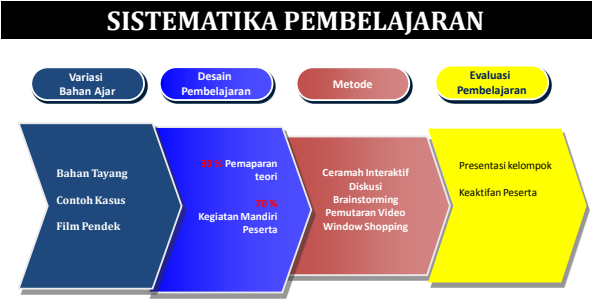 SISTEMATIKA PEMBELAJARAN
Variasi
Bahan Ajar
Desain
Pembelajaran
Metode
Evaluasi
Pembelajaran
Bahan Tayang
Contoh Kasus
Film Pendek
Pemaparan
teori
70 %
Kegiatan Mandiri
Peserta
Ceramah Interaktif
Diskusi
Brainstorming
Pemutaran Video
Window Shopping
Presentasi kelompok
Keaktifan Peserta